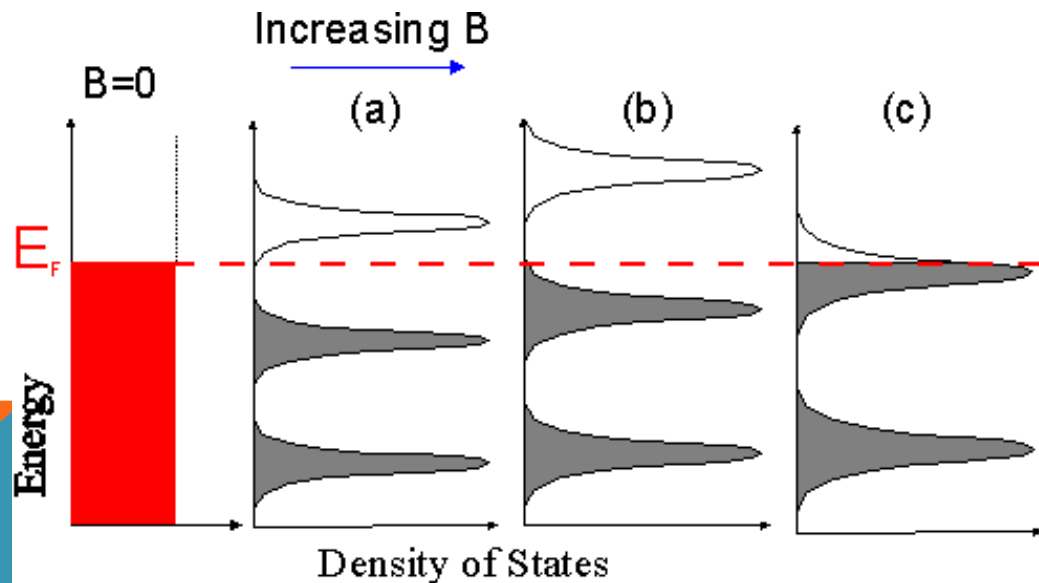 Increasing B
B=0
(a)
(b)
(c)
E_F
Energy
Density of States